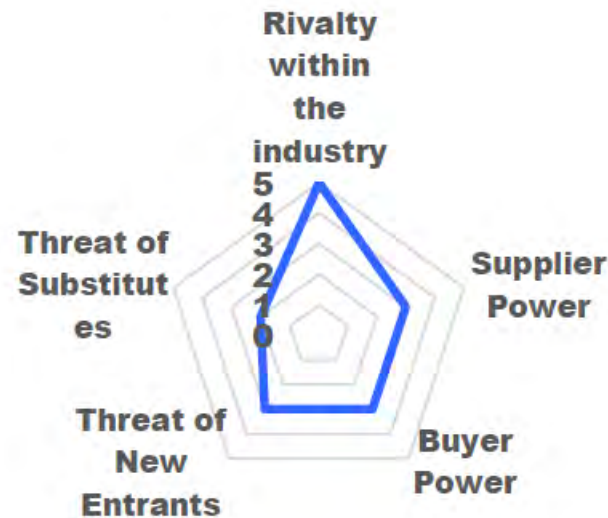 Rivalty
within
the
industry
5
4
3
2
1
0
Supplier
Power
Buyer
Power
Threat of
New
Entrants
Threat of
Substitut
es